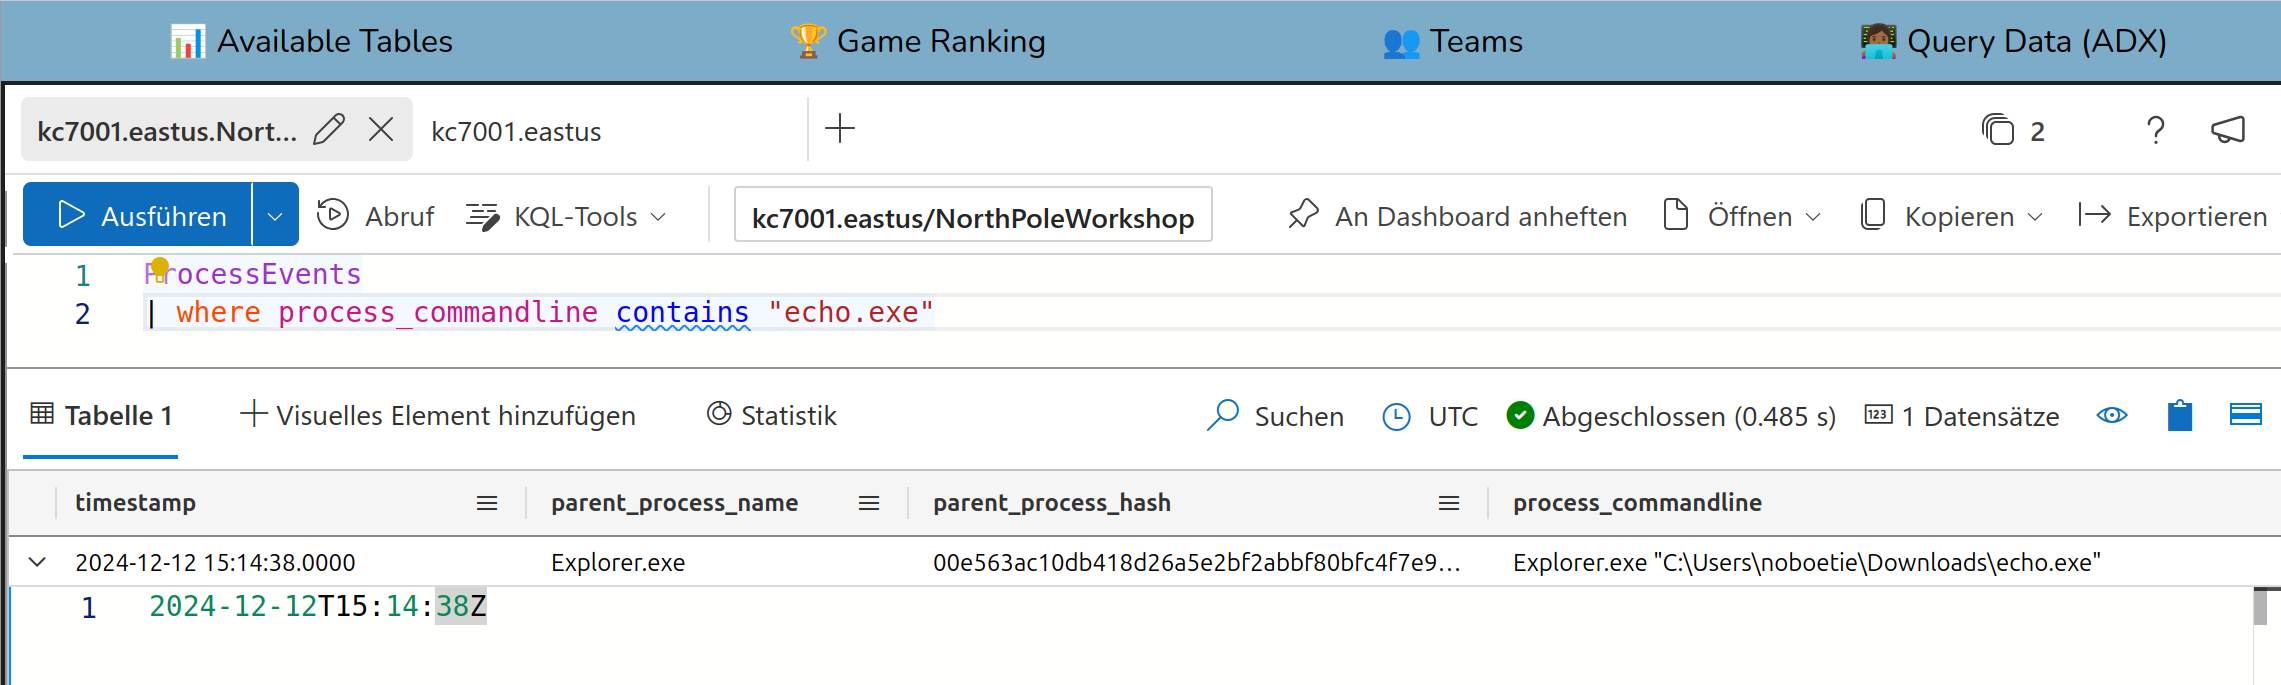 Available Tables
Game Ranking
Teams
Query Data (ADX)
kc7001.eastus.Nort...
kc7001.eastus
2
?
Ausführen
Abruf
KQL-Tools
kc7001.eastus/NorthPoleWorkshop
An Dashboard anheften
Öffnen
Kopieren
Exportieren
1 ProcessEvents
2 | where process_commandline contains "echo.exe"
Tabelle 1
Visuelles Element hinzufügen
Statistik
Suchen
UTC
Abgeschlossen (0.485 s)
123 1 Datensätze
timestamp parent_process_name parent_process_hash process_commandline
2024-12-12 15:14:38.0000 Explorer.exe 00e563ac10db418d26a5e2bf2abbf80bfc4f7e9... Explorer.exe "C:\Users\noboetie\Downloads\echo.exe"
1 2024-12-12T15:14:38Z